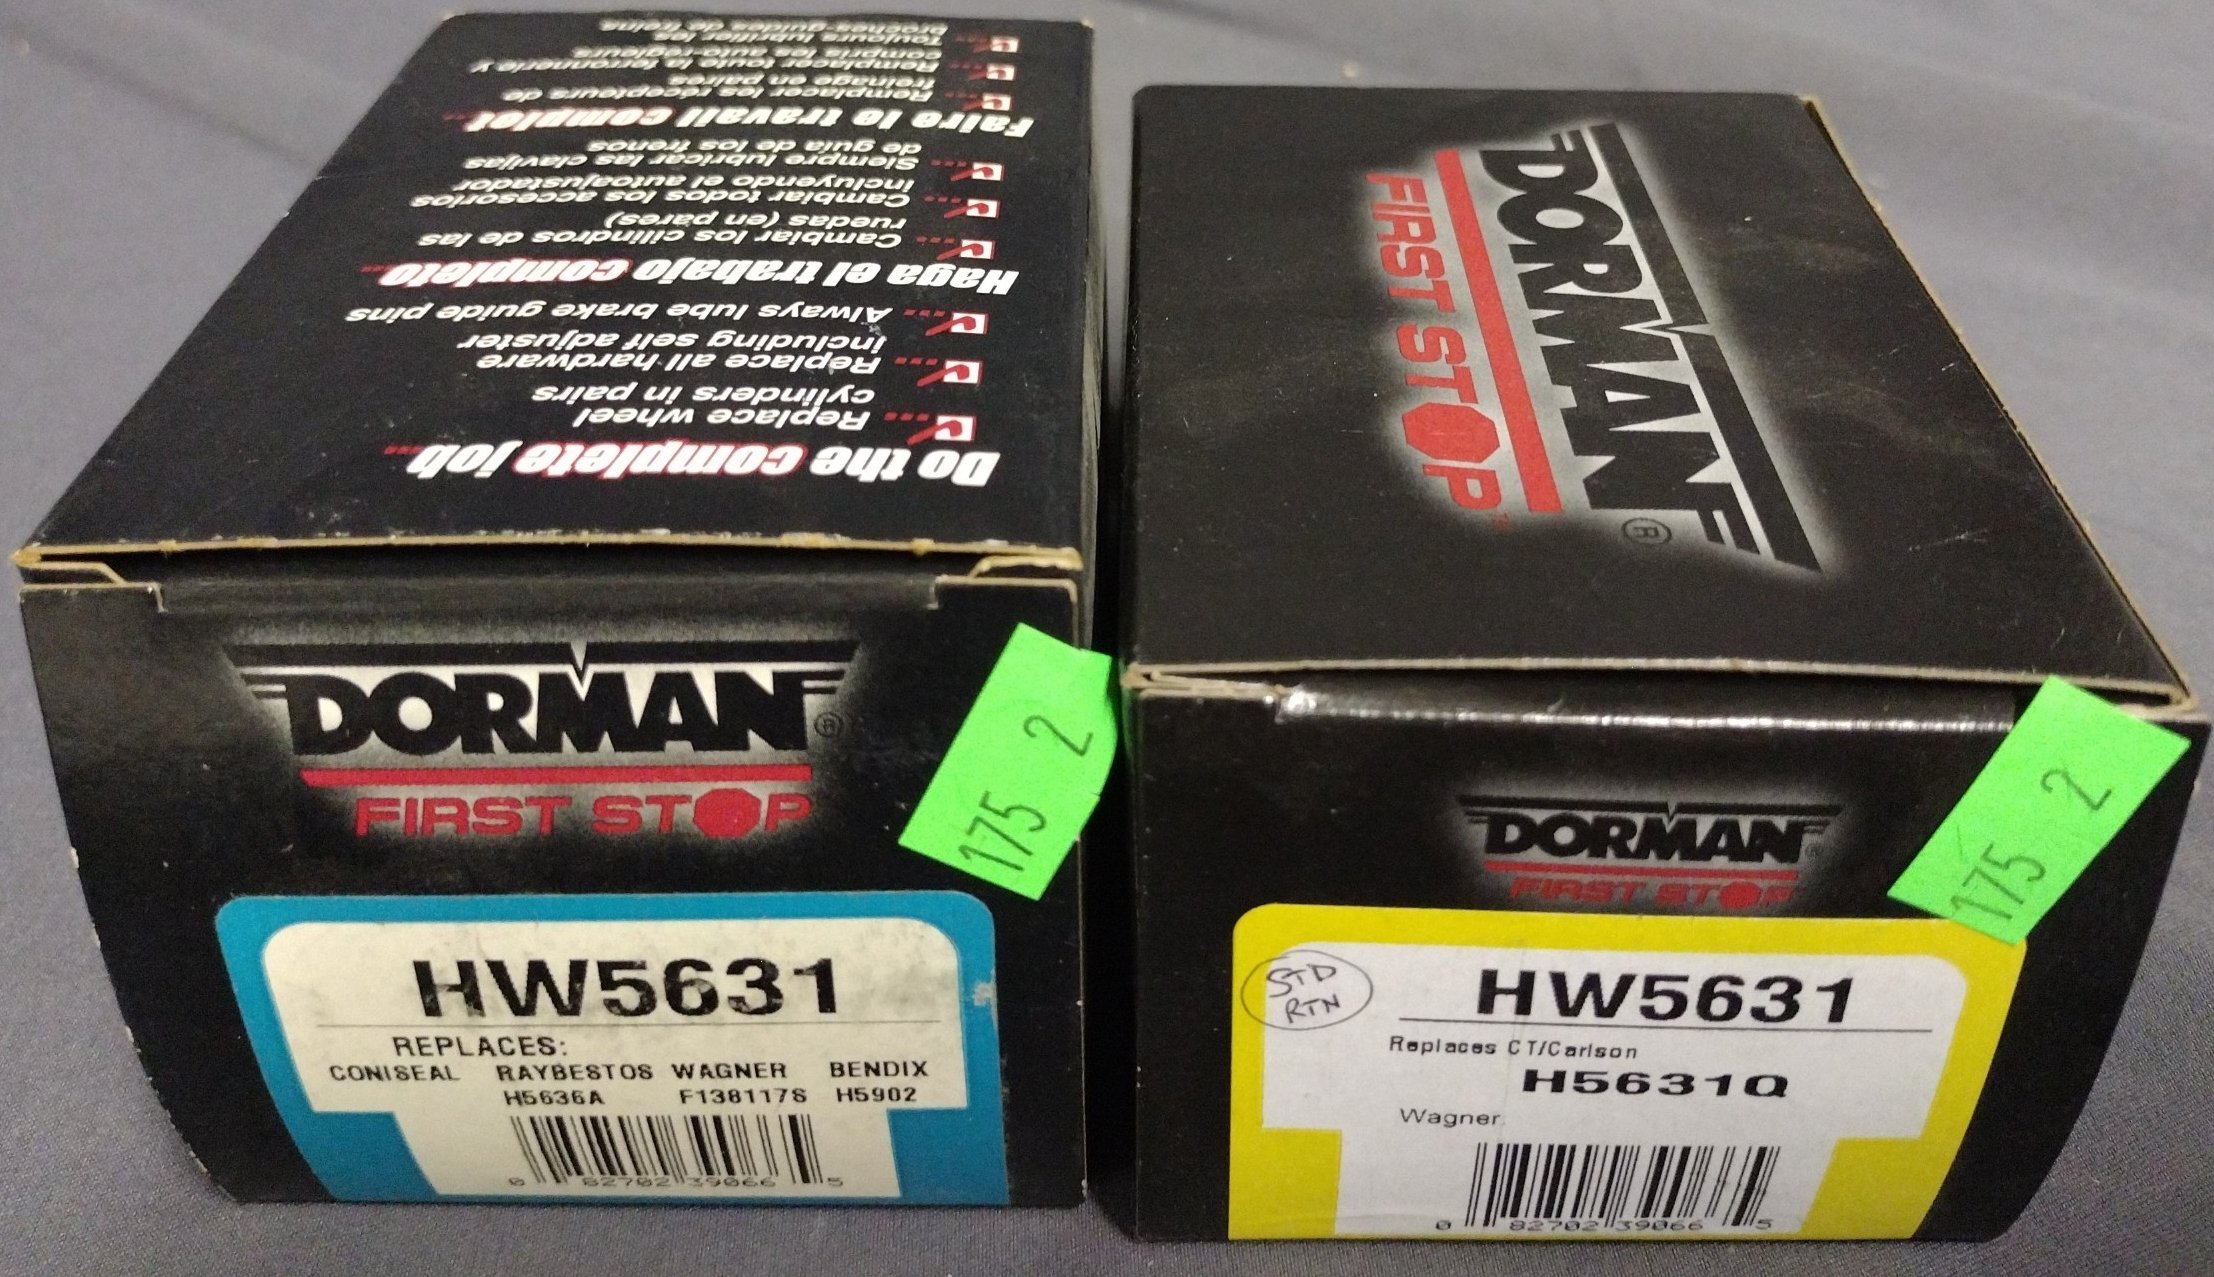 Do the complete job...
Replace wheel
cylinders in pairs
Replace all hardware
including self adjuster
Always lube brake guide pins
Haga el trabajo completo...
Cambiar los cilindros de las
ruedas (en pares)
Cambiar todos los accesorios
incluyendo el autoajustador
Siempre lubricar las clavijas
de guía de los frenos
Faire le travail complet...
Remplacer les récepteurs de
freinage en paires
Remplacer toute la ferronnerie y
compris les auto-régleurs
Toujours lubrifier les
broches-guides de freins
DORMAN®
FIRST STOP
175 2
HW5631
REPLACES:
CONISEAL RAYBESTOS WAGNER BENDIX
H5636A F138117S H5902
0 82702 39066 5
DORMAN®
FIRST STOP™
DORMAN®
FIRST STOP
175 2
STD
RTN
HW5631
Replaces CT/Carlson
H5631Q
Wagner
0 82702 39066 5